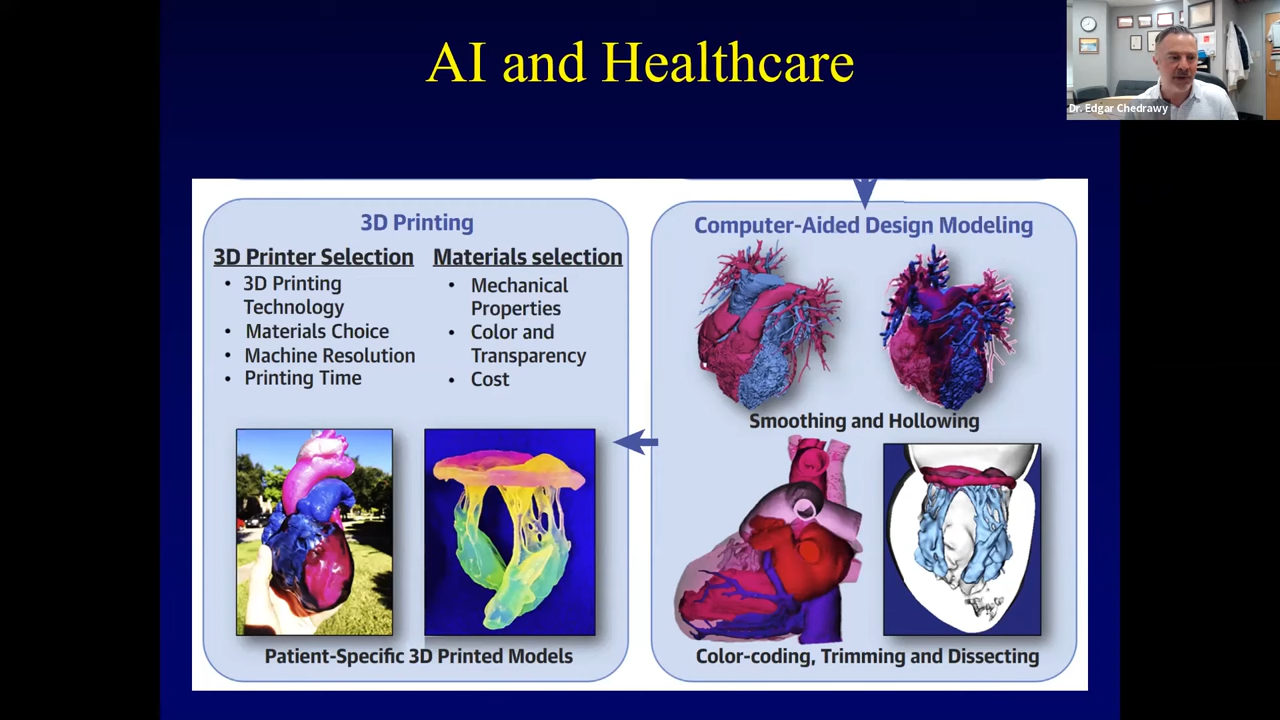 AI and Healthcare
Dr. Edgar Chedrawy
3D Printing
3D Printer Selection
• 3D Printing
Technology
• Materials Choice
• Machine Resolution
• Printing Time
Materials selection
• Mechanical
Properties
• Color and
Transparency
• Cost
Patient-Specific 3D Printed Models
Computer-Aided Design Modeling
Smoothing and Hollowing
Color-coding, Trimming and Dissecting